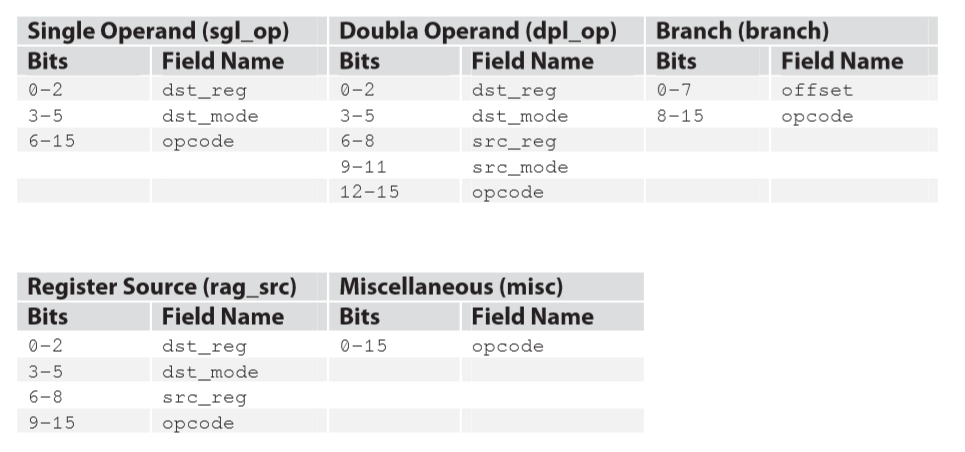 Single Operand (sgl_op) Doubla Operand (dpl_op) Branch (branch)
Bits Field Name Bits Field Name Bits Field Name
0-2 dst_reg 0-2 dst_reg 0-7 offset
3-5 dst_mode 3-5 dst_mode 8-15 opcode
6-15 opcode 6-8 src_reg
9-11 src_mode
12-15 opcode
Register Source (rag_src) Miscellaneous (misc)
Bits Field Name Bits Field Name
0-2 dst_reg 0-15 opcode
3-5 dst_mode
6-8 src_reg
9-15 opcode